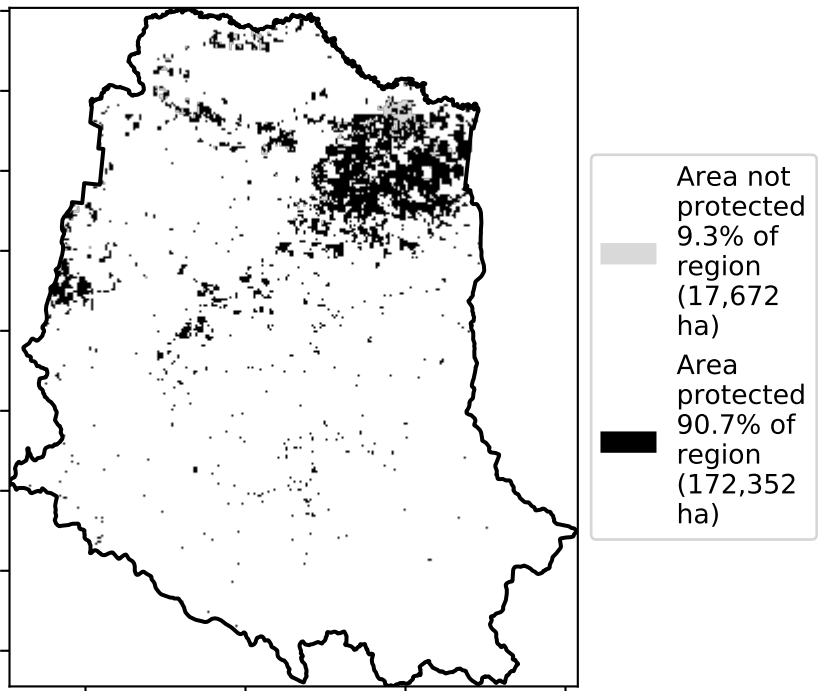 Area not
protected
9.3% of
region
(17,672
ha)
Area
protected
90.7% of
region
(172,352
ha)